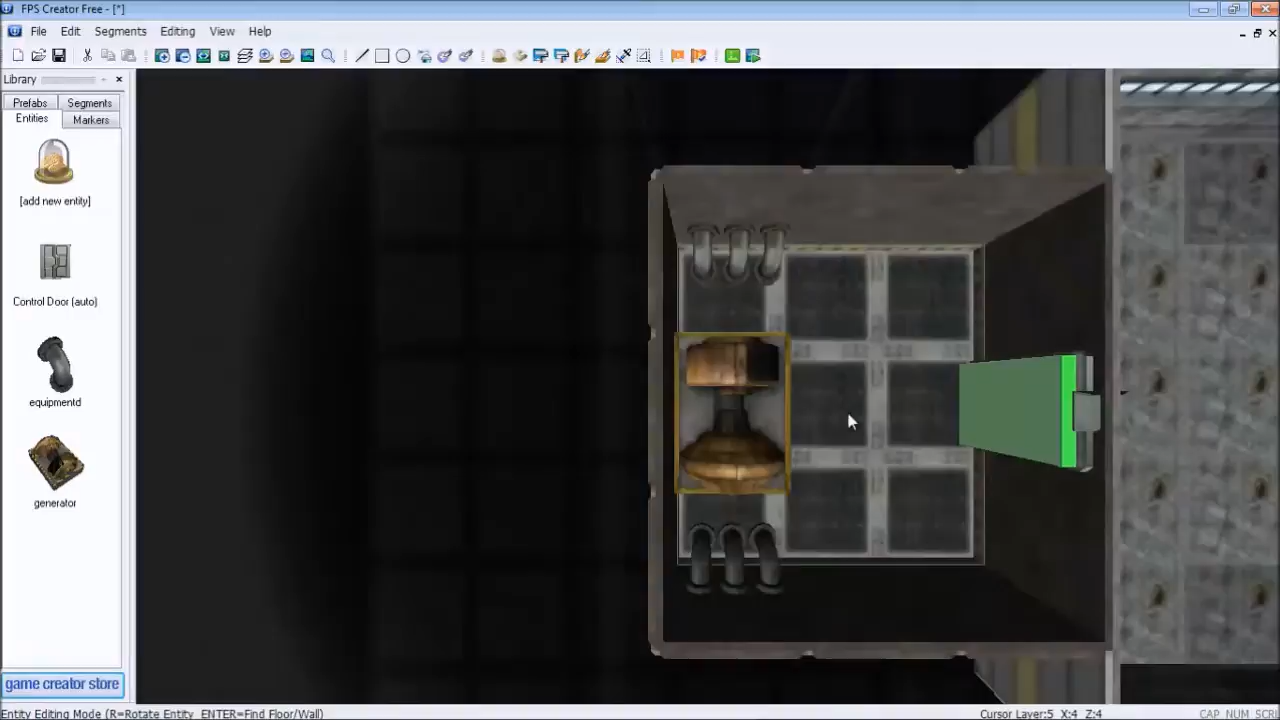 FPS Creator Free - [*]
File Edit Segments Editing View Help
Library
Prefabs Segments
Entities Markers
[add new entity]
Control Door (auto)
equipmentd
generator
game creator store
Entity Editing Mode (R=Rotate Entity ENTER=Find Floor/Wall)
Cursor Layer:5 X:4 Z:4
CAP NUM SCRL